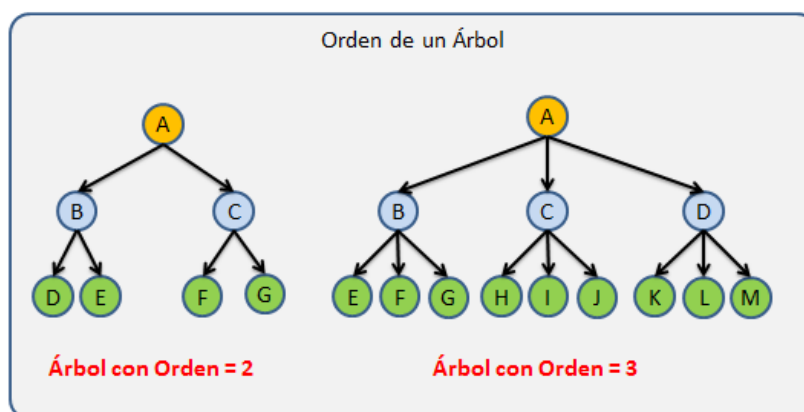 Orden de un Árbol
A
A
B
C
B
C
D
D
E
F
G
E
F
G
H
I
J
K
L
M
Árbol con Orden = 2
Árbol con Orden = 3